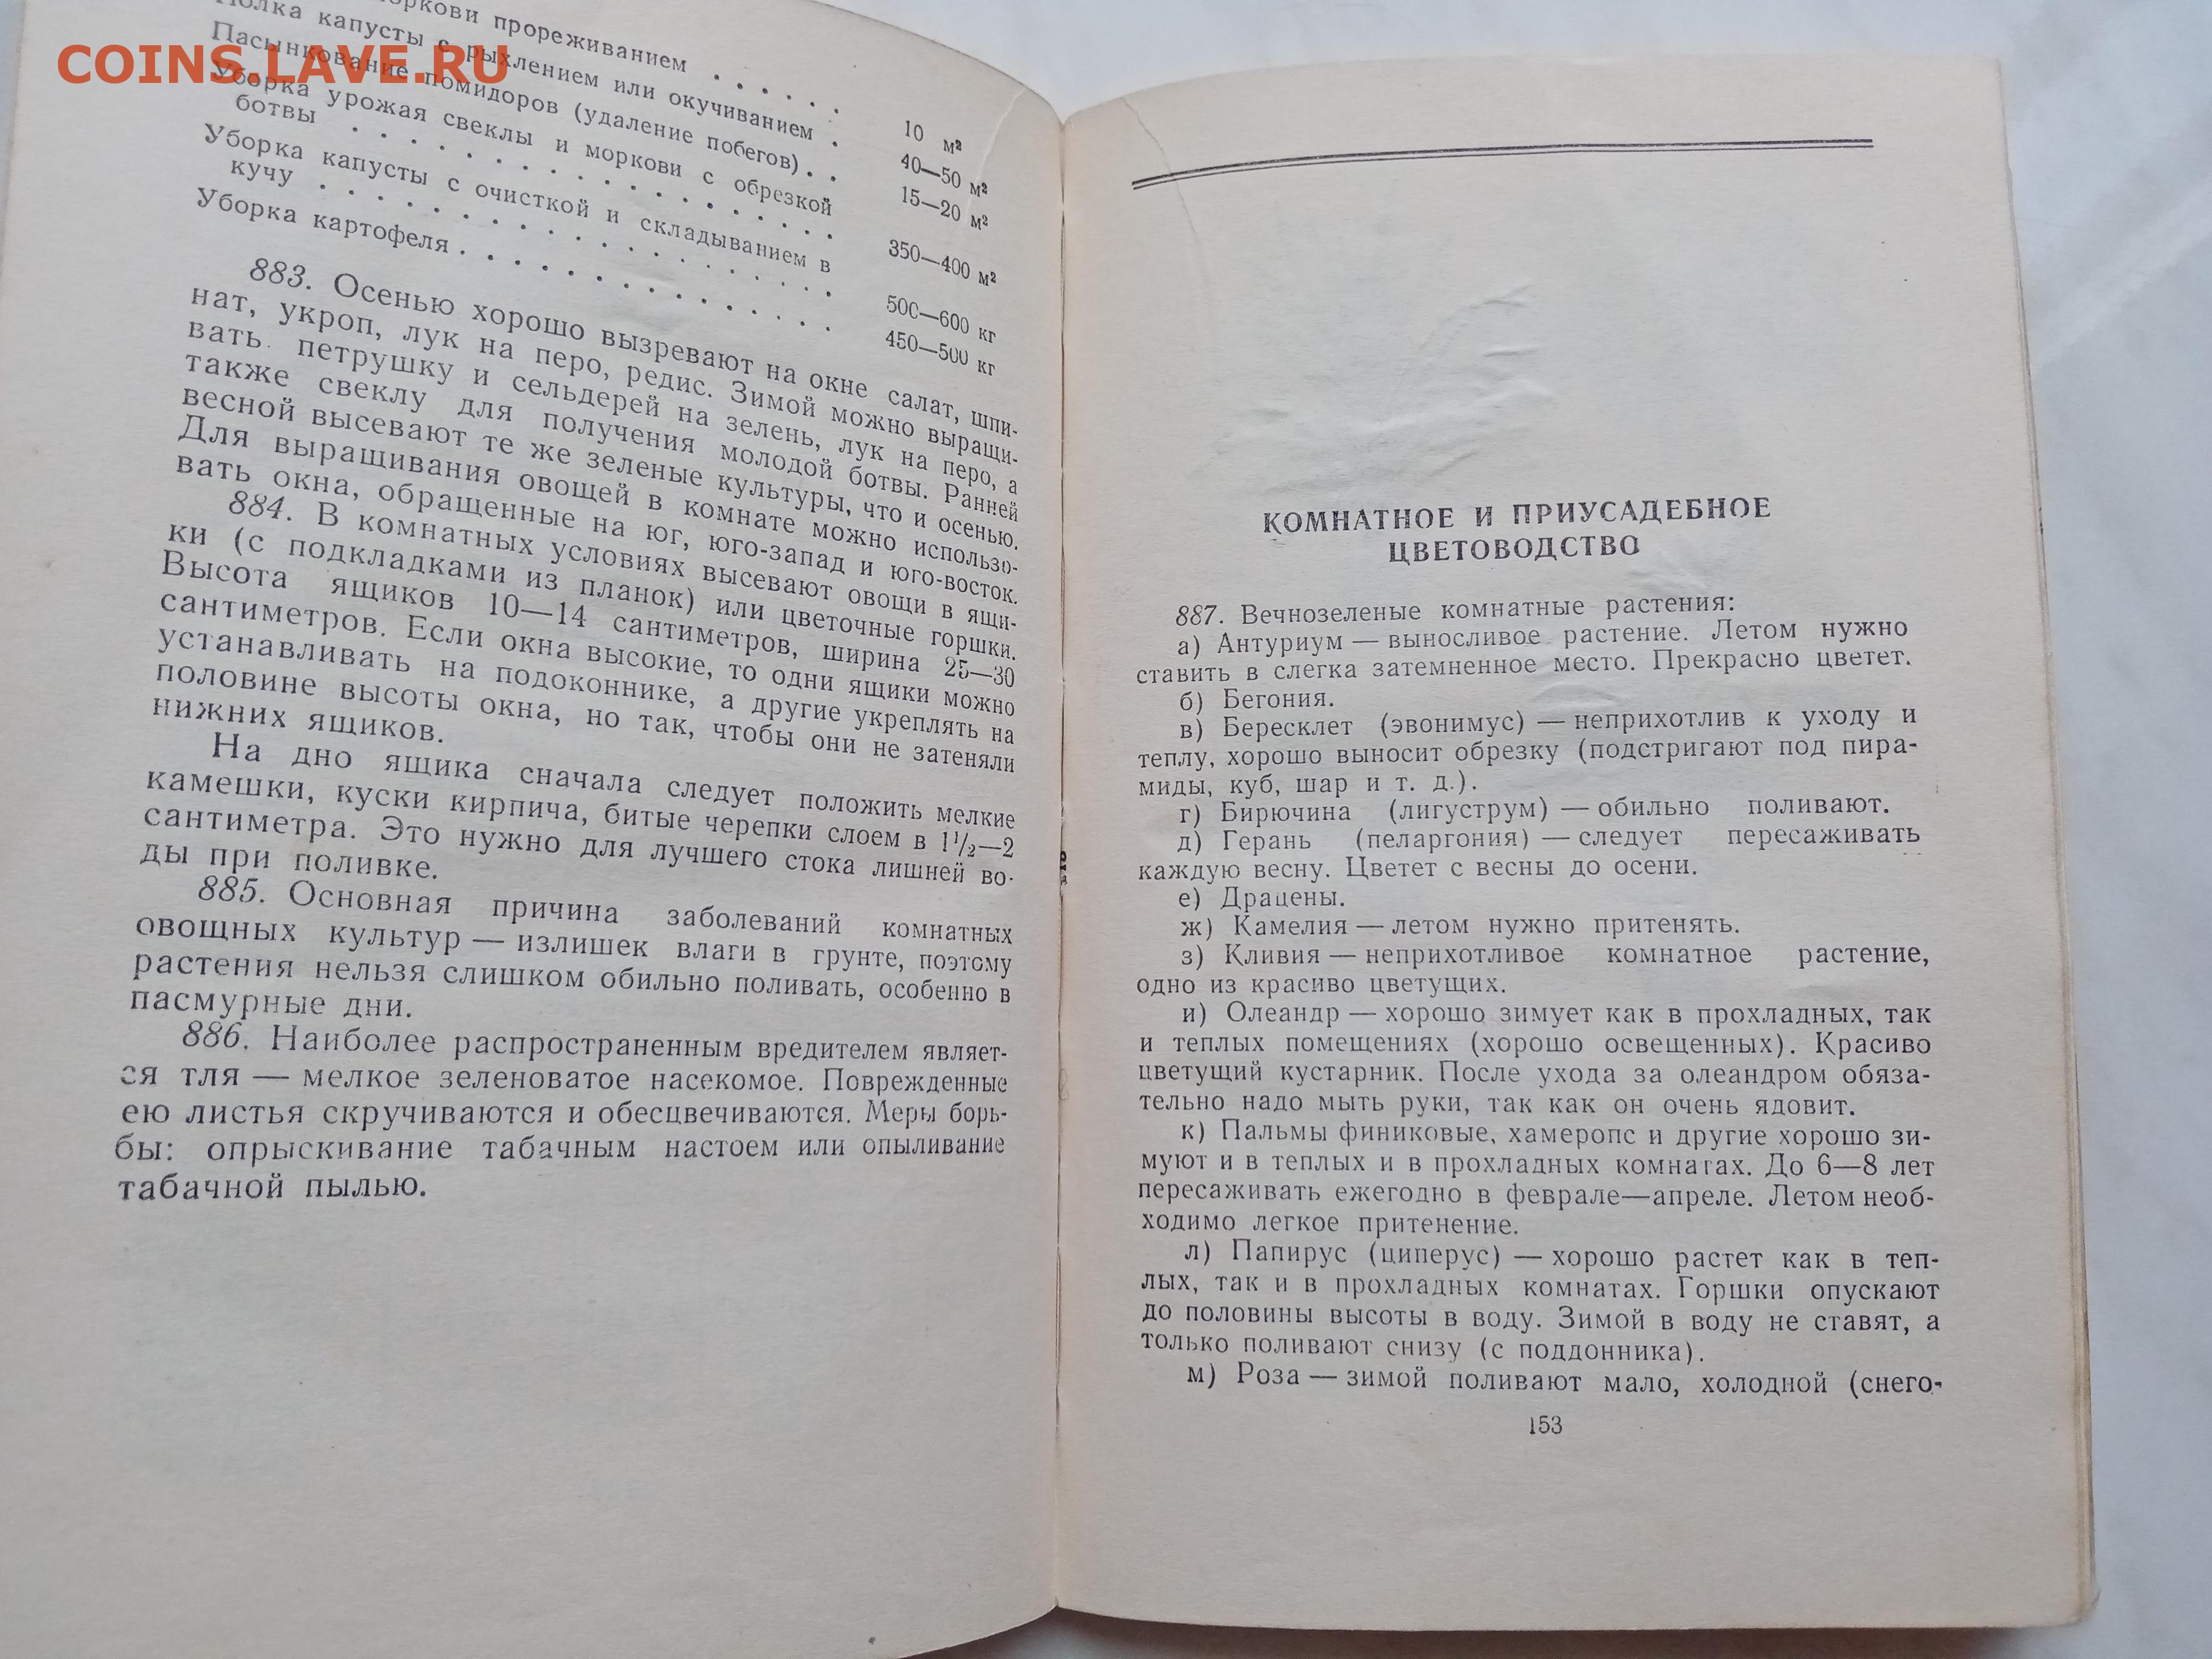 COINS.LAVE.RU
прореживанием . . . . . .
капусты с рыхлением или окучиванием .
10 м²
Пасынкование помидоров (удаление побегов) . .
40—50 м²
Уборка урожая свеклы и моркови с обрезкой
15—20 м²
ботвы . . . . . . . . . . . . . . . . .
350—400 м²
Уборка капусты с очисткой и складыванием в
кучу . . . . . . . . . . . . . . . . . .
500—600 кг
Уборка картофеля . . . . . . . . . . . . . .
450—500 кг
883. Осенью хорошо вызревают на окне салат, шпи-
нат, укроп, лук на перо, редис. Зимой можно выращи-
вать петрушку и сельдерей на зелень, лук на перо, а
также свеклу для получения молодой ботвы. Ранней
весной высевают те же зеленые культуры, что и осенью.
Для выращивания овощей в комнате можно использо-
вать окна, обращенные на юг, юго-запад и юго-восток.
884. В комнатных условиях высевают овощи в ящи-
ки (с подкладками из планок) или цветочные горшки.
Высота ящиков 10—14 сантиметров, ширина 25—30
сантиметров. Если окна высокие, то одни ящики можно
устанавливать на подоконнике, а другие укреплять на
половине высоты окна, но так, чтобы они не затеняли
нижних ящиков.
На дно ящика сначала следует положить мелкие
камешки, куски кирпича, битые черепки слоем в 1½—2
сантиметра. Это нужно для лучшего стока лишней во-
ды при поливке.
885. Основная причина заболеваний комнатных
овощных культур — излишек влаги в грунте, поэтому
растения нельзя слишком обильно поливать, особенно в
пасмурные дни.
886. Наиболее распространенным вредителем являет-
ся тля — мелкое зеленоватое насекомое. Поврежденные
ею листья скручиваются и обесцвечиваются. Меры борь-
бы: опрыскивание табачным настоем или опыливание
табачной пылью.
КОМНАТНОЕ И ПРИУСАДЕБНОЕ
ЦВЕТОВОДСТВО
887. Вечнозеленые комнатные растения:
а) Антуриум — выносливое растение. Летом нужно
ставить в слегка затемненное место. Прекрасно цветет.
б) Бегония.
в) Бересклет (эвонимус) — неприхотлив к уходу и
теплу, хорошо выносит обрезку (подстригают под пира-
миды, куб, шар и т. д.).
г) Бирючина (лигуструм) — обильно поливают.
д) Герань (пеларгония) — следует пересаживать
каждую весну. Цветет с весны до осени.
е) Драцены.
ж) Камелия — летом нужно притенять.
з) Кливия — неприхотливое комнатное растение,
одно из красиво цветущих.
и) Олеандр — хорошо зимует как в прохладных, так
и теплых помещениях (хорошо освещенных). Красиво
цветущий кустарник. После ухода за олеандром обяза-
тельно надо мыть руки, так как он очень ядовит.
к) Пальмы финиковые, хамеропс и другие хорошо зи-
муют и в теплых и в прохладных комнатах. До 6—8 лет
пересаживать ежегодно в феврале—апреле. Летом необ-
ходимо легкое притенение.
л) Папирус (циперус) — хорошо растет как в теп-
лых, так и в прохладных комнатах. Горшки опускают
до половины высоты в воду. Зимой в воду не ставят, а
только поливают снизу (с поддонника).
м) Роза — зимой поливают мало, холодной (снего-
153